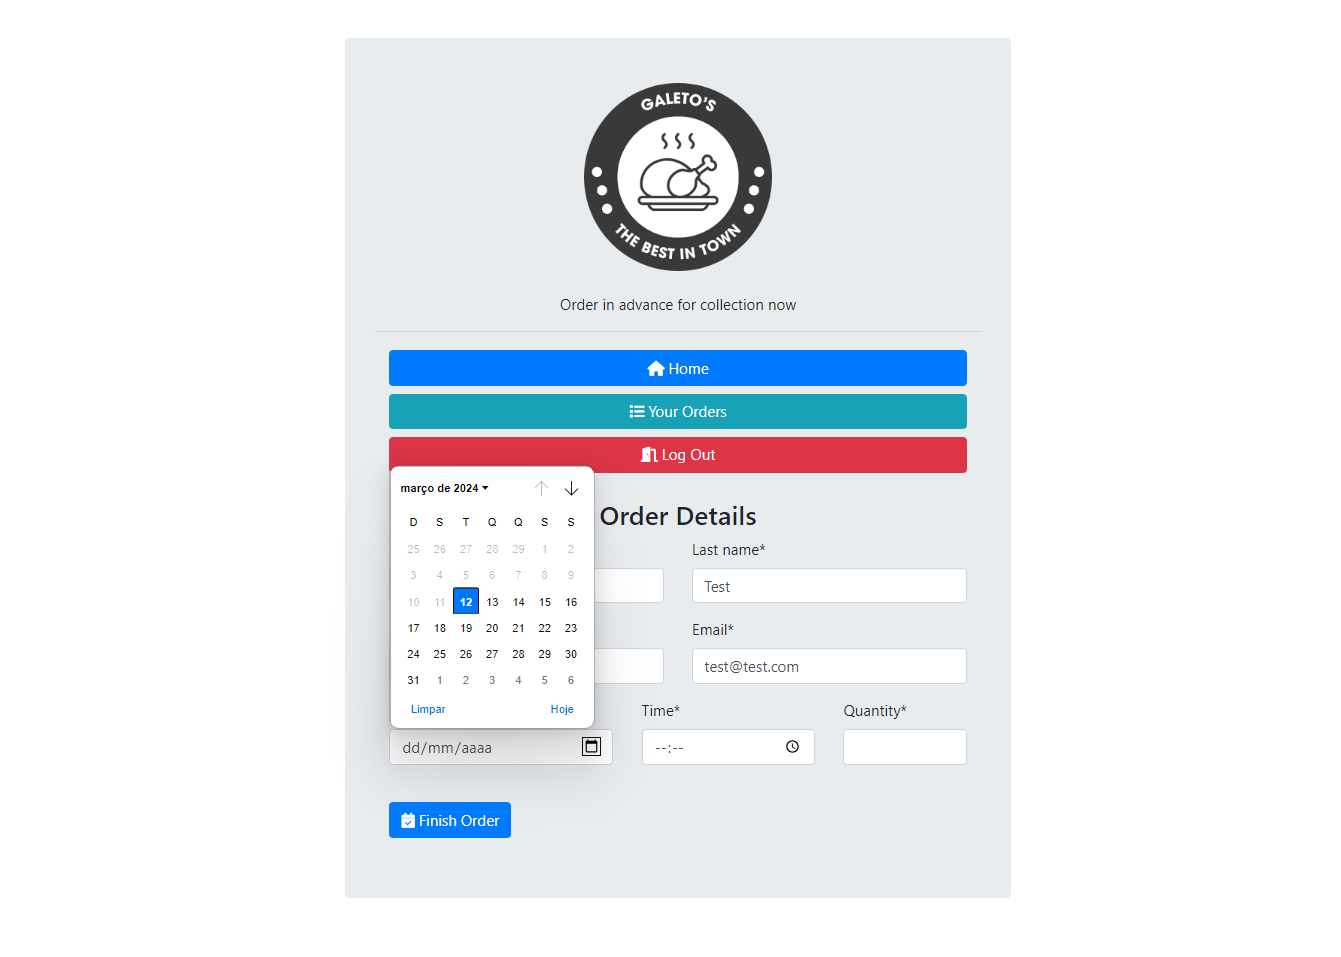 GALETO'S
THE BEST IN TOWN
Order in advance for collection now
Home
Your Orders
Log Out
março de 2024
D S T Q Q S S
25 26 27 28 29 1 2
3 4 5 6 7 8 9
10 11 12 13 14 15 16
17 18 19 20 21 22 23
24 25 26 27 28 29 30
31 1 2 3 4 5 6
Limpar Hoje
Order Details
Last name*
Test
Email*
test@test.com
Time* Quantity*
dd/mm/aaaa --:--
Finish Order